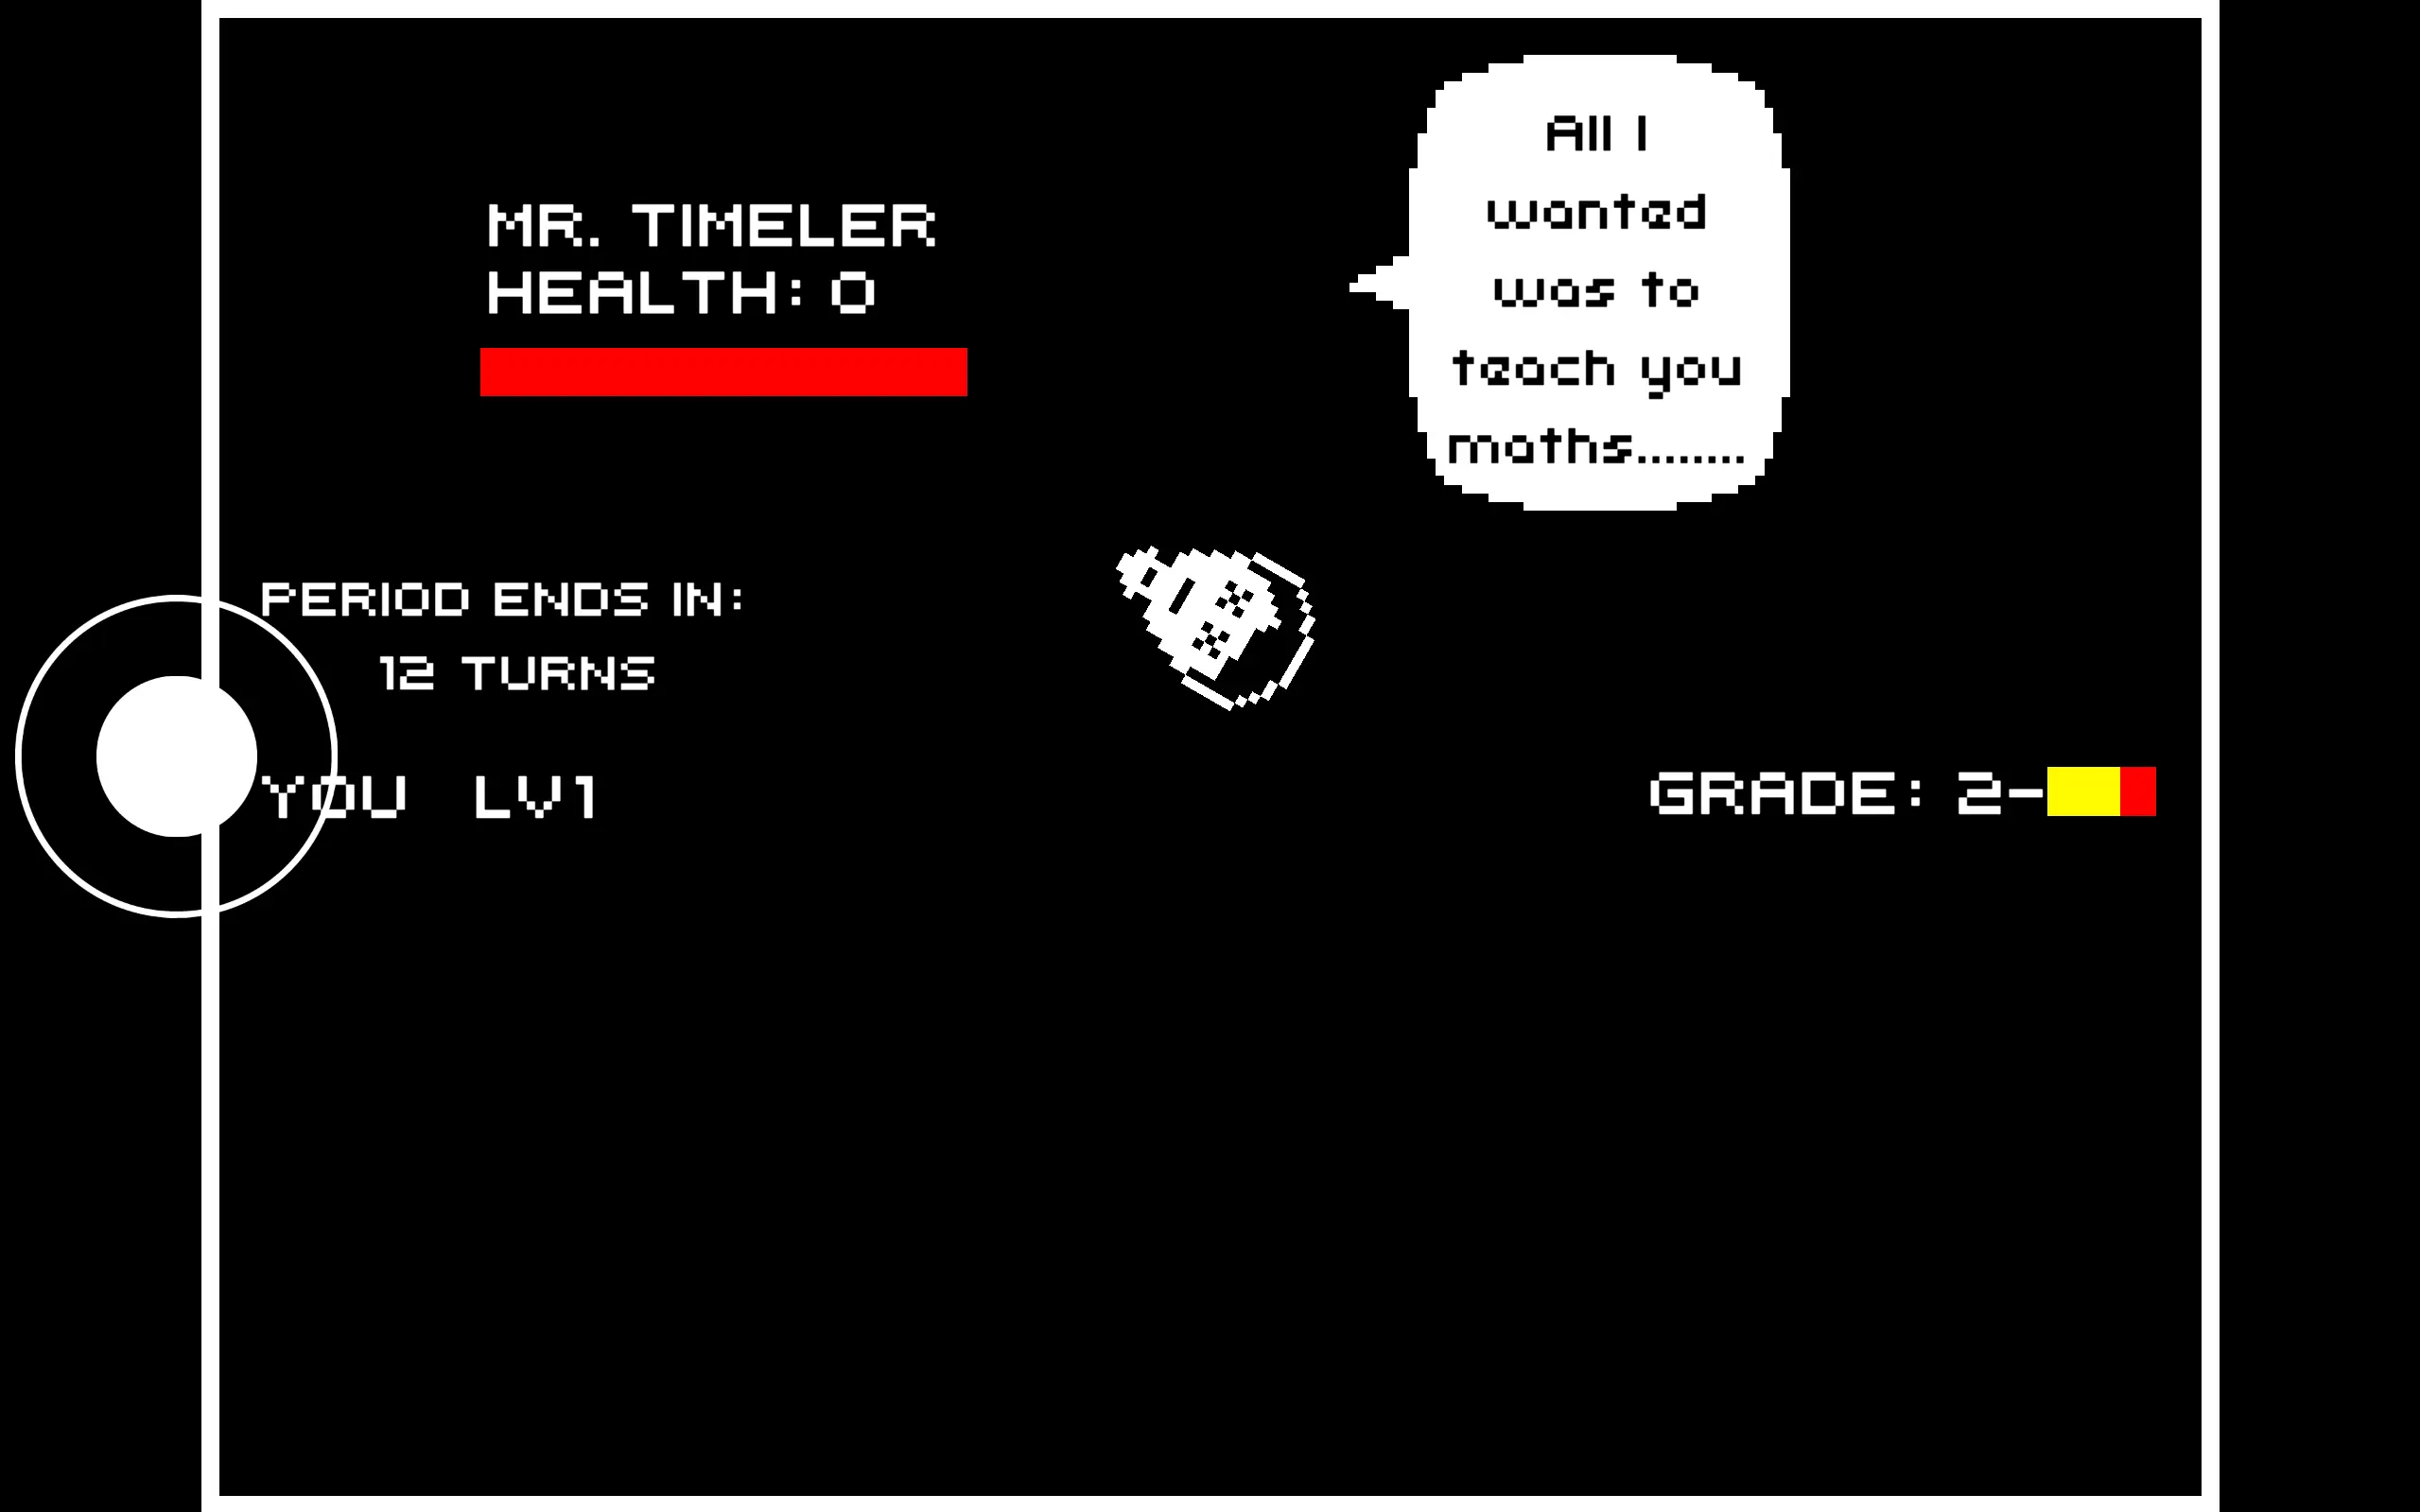 All I
wanted
was to
teach you
maths........
MR. TIMELER
HEALTH: 0
PERIOD ENDS IN:
12 TURNS
YOU LV1
GRADE: 2-